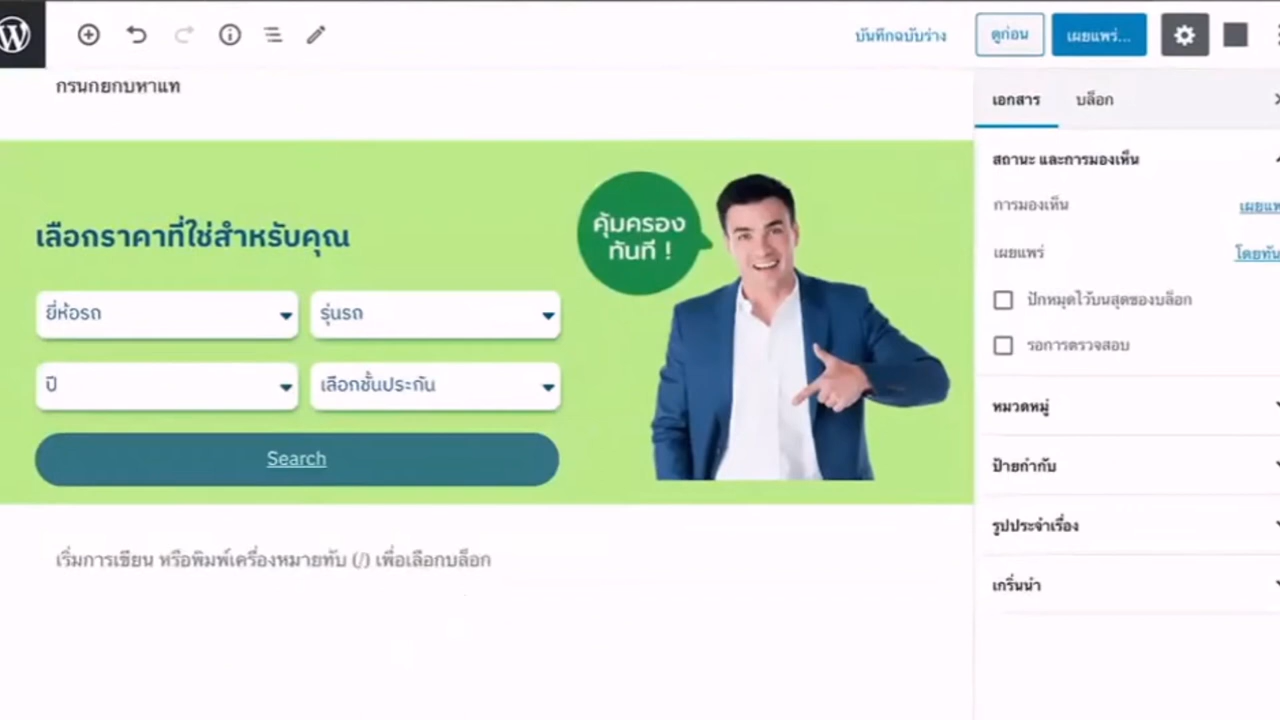 บันทึกฉบับร่าง
ดูก่อน
เผยแพร่...
เอกสาร
บล็อก
เลือกราคาที่ใช่สำหรับคุณ
คุ้มครอง
ทันที !
ยี่ห้อรถ
รุ่นรถ
ปี
เลือกชั้นประกัน
Search
เริ่มการเขียน หรือพิมพ์เครื่องหมายทับ (/) เพื่อเลือกบล็อก
สถานะ และการมองเห็น
การมองเห็น
เผยแพร่
ปักหมุดไว้บนสุดของบล็อก
รอการตรวจสอบ
หมวดหมู่
ป้ายกำกับ
รูปประจำเรื่อง
เกริ่นนำ